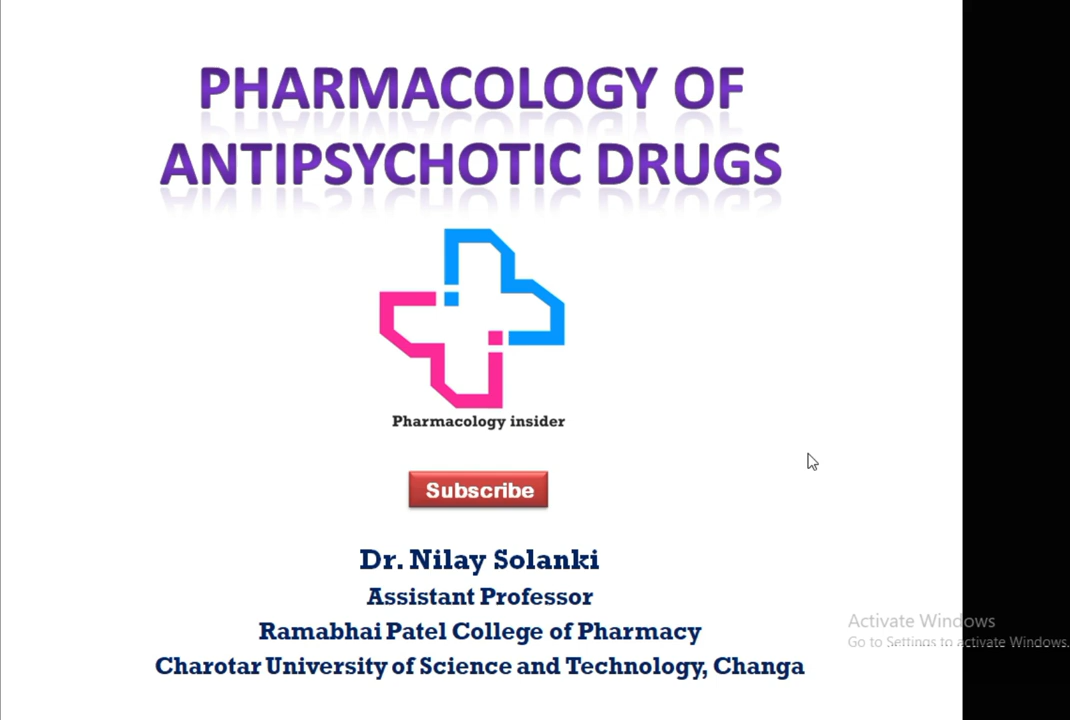 PHARMACOLOGY OF
ANTIPSYCHOTIC DRUGS
Pharmacology insider
Subscribe
Dr. Nilay Solanki
Assistant Professor
Ramabhai Patel College of Pharmacy
Charotar University of Science and Technology, Changa
Activate Windows
Go to Settings to activate Windows.